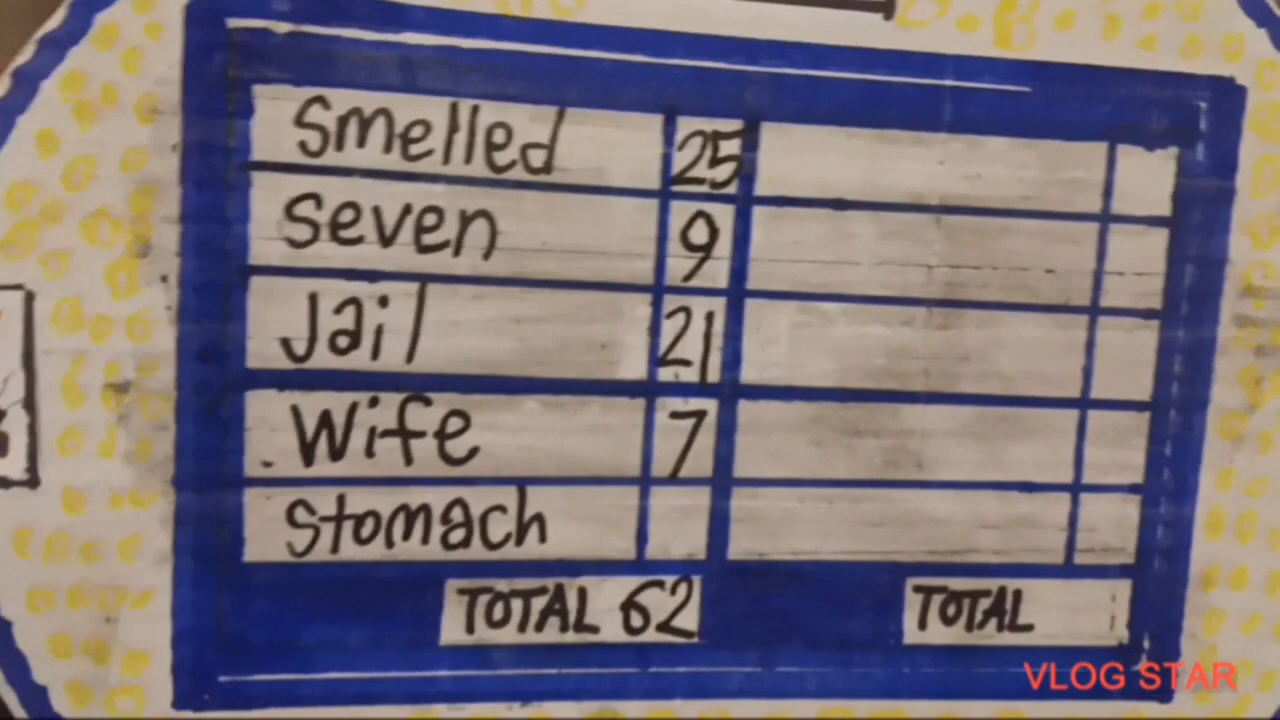 Smelled 25
Seven 9
Jail 21
Wife 7
Stomach
TOTAL 62 TOTAL
VLOG STAR